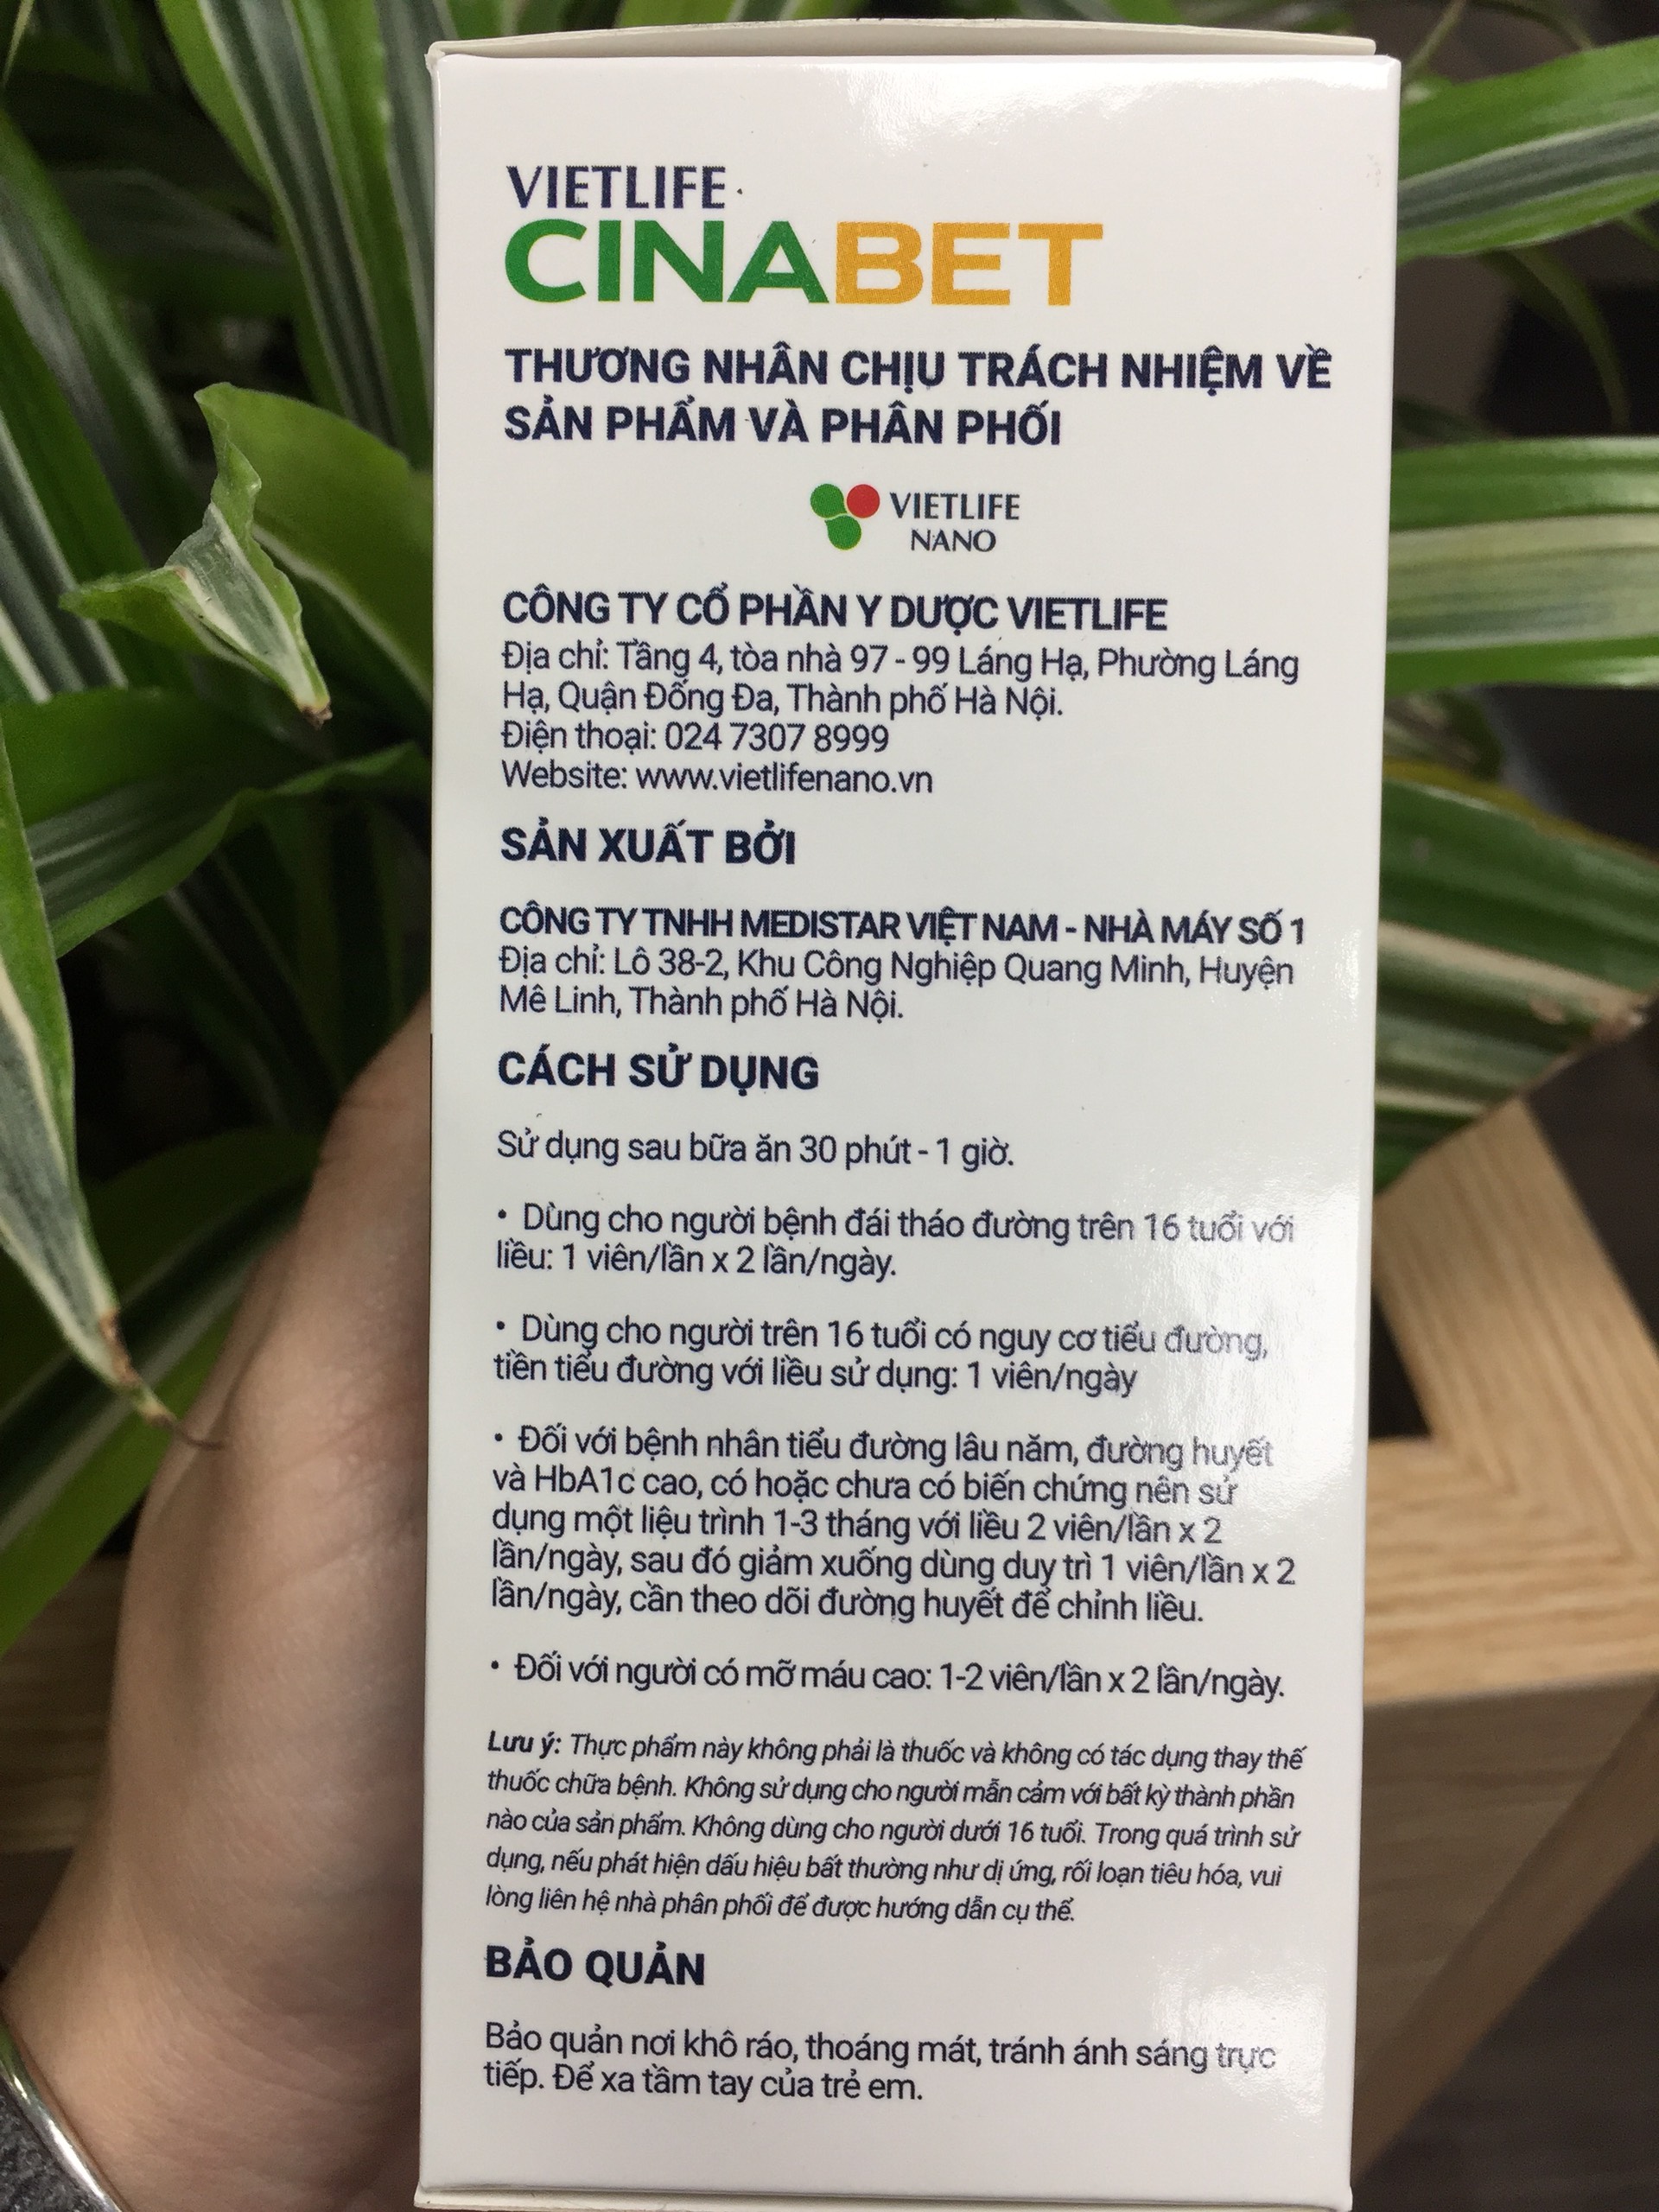 VIETLIFE
CINABET
THƯƠNG NHÂN CHỊU TRÁCH NHIỆM VỀ
SẢN PHẨM VÀ PHÂN PHỐI
VIETLIFE
NANO
CÔNG TY CỔ PHẦN Y DƯỢC VIETLIFE
Địa chỉ: Tầng 4, tòa nhà 97 - 99 Láng Hạ, Phường Láng
Hạ, Quận Đống Đa, Thành phố Hà Nội.
Điện thoại: 024 7307 8999
Website: www.vietlifenano.vn
SẢN XUẤT BỞI
CÔNG TY TNHH MEDISTAR VIỆT NAM - NHÀ MÁY SỐ 1
Địa chỉ: Lô 38-2, Khu Công Nghiệp Quang Minh, Huyện
Mê Linh, Thành phố Hà Nội.
CÁCH SỬ DỤNG
Sử dụng sau bữa ăn 30 phút - 1 giờ.
• Dùng cho người bệnh đái tháo đường trên 16 tuổi với
liều: 1 viên/lần x 2 lần/ngày.
• Dùng cho người trên 16 tuổi có nguy cơ tiểu đường,
tiền tiểu đường với liều sử dụng: 1 viên/ngày
• Đối với bệnh nhân tiểu đường lâu năm, đường huyết
và HbA1c cao, có hoặc chưa có biến chứng nên sử
dụng một liệu trình 1-3 tháng với liều 2 viên/lần x 2
lần/ngày, sau đó giảm xuống dùng duy trì 1 viên/lần x 2
lần/ngày, cần theo dõi đường huyết để chỉnh liều.
• Đối với người có mỡ máu cao: 1-2 viên/lần x 2 lần/ngày.
Lưu ý: Thực phẩm này không phải là thuốc và không có tác dụng thay thế
thuốc chữa bệnh. Không sử dụng cho người mẫn cảm với bất kỳ thành phần
nào của sản phẩm. Không dùng cho người dưới 16 tuổi. Trong quá trình sử
dụng, nếu phát hiện dấu hiệu bất thường như dị ứng, rối loạn tiêu hóa, vui
lòng liên hệ nhà phân phối để được hướng dẫn cụ thể.
BẢO QUẢN
Bảo quản nơi khô ráo, thoáng mát, tránh ánh sáng trực
tiếp. Để xa tầm tay của trẻ em.